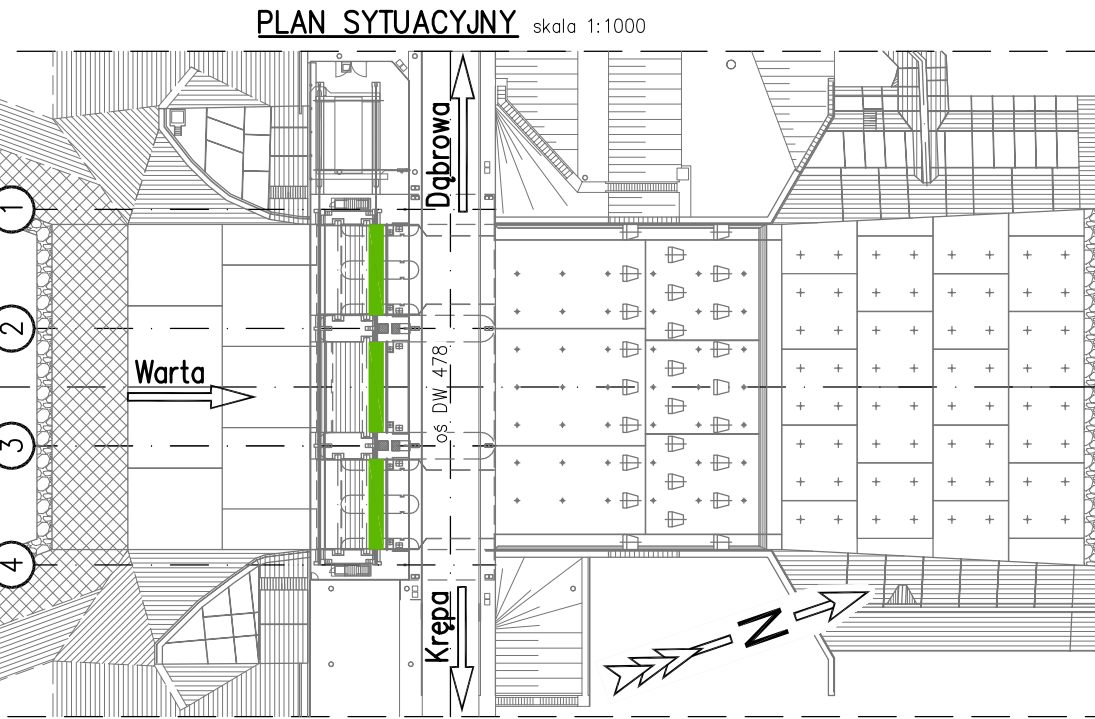 PLAN SYTUACYJNY skala 1:1000
Dąbrowa
1
2
Warta
oś DW 478
3
4
Krępa
N